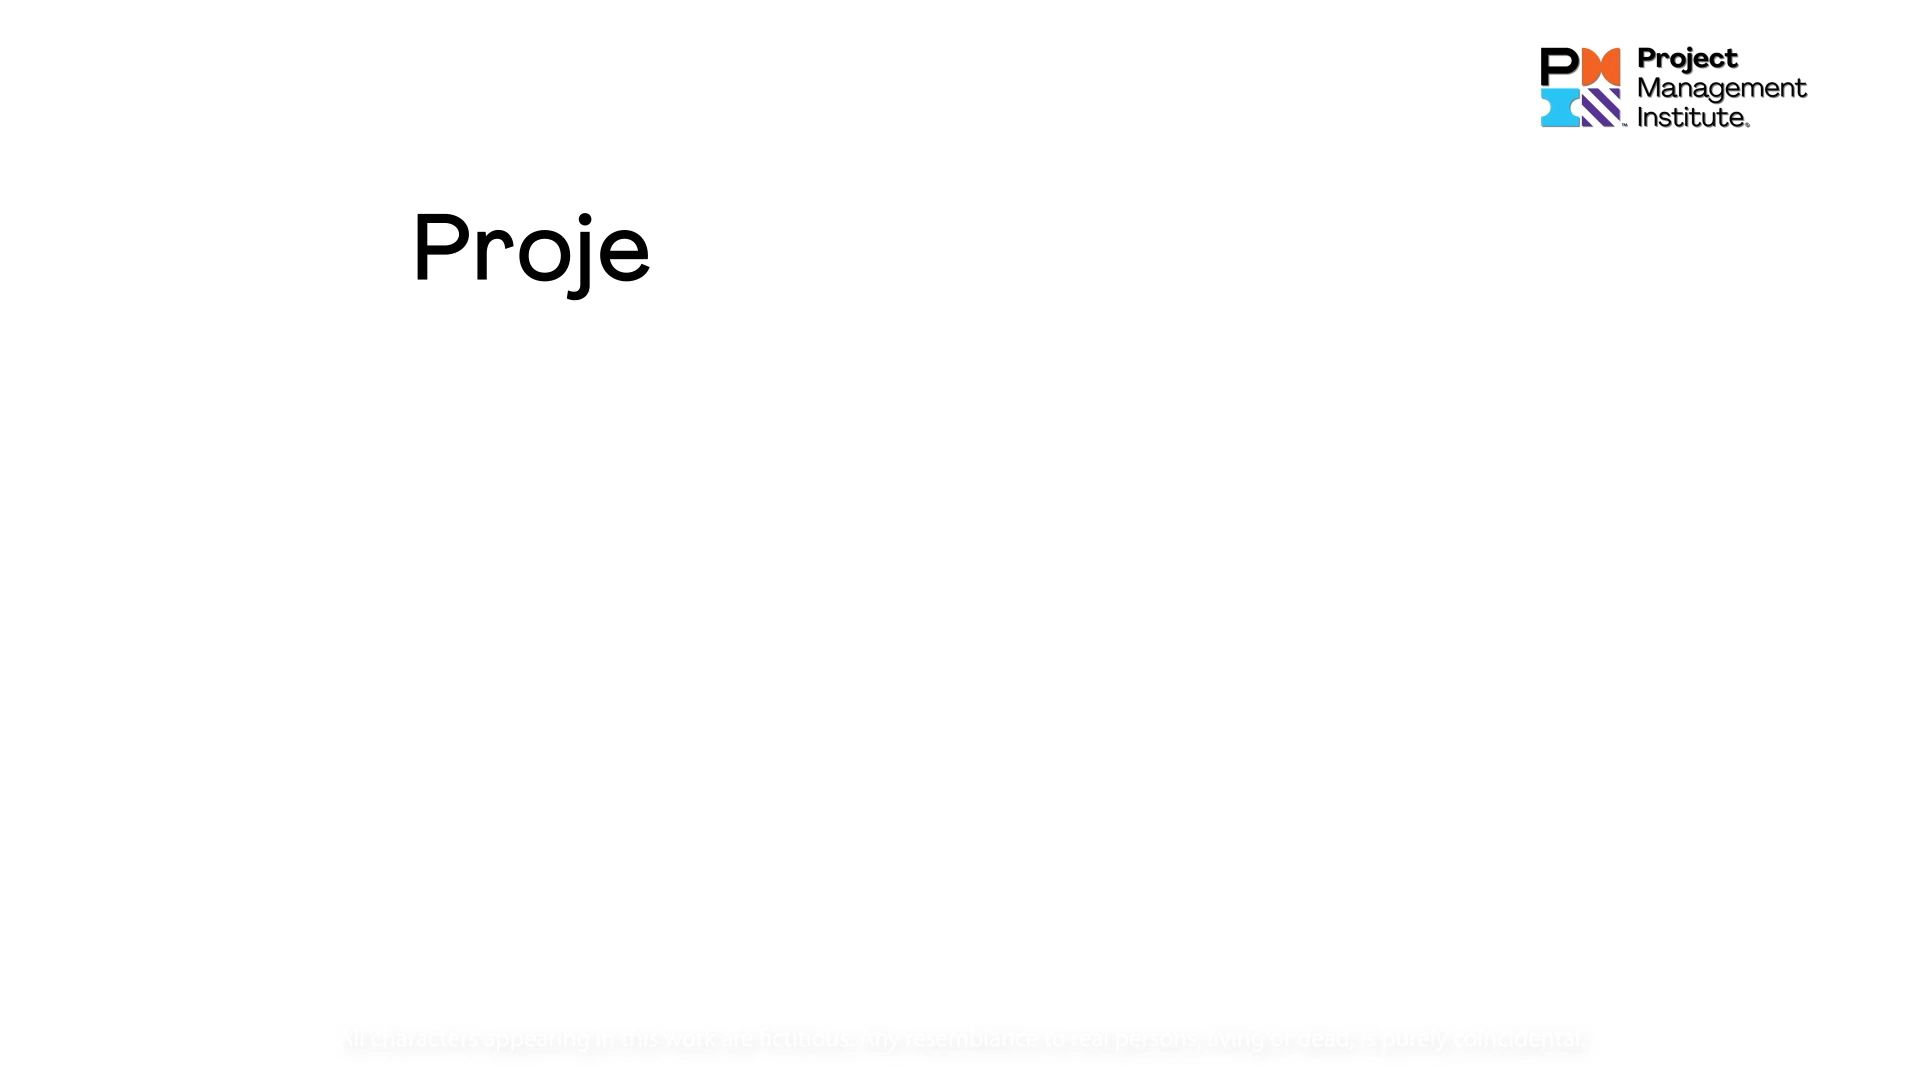 Project
Management
Institute.
Proje
All characters appearing in this work are fictitious. Any resemblance to real persons, living or dead, is purely coincidental.